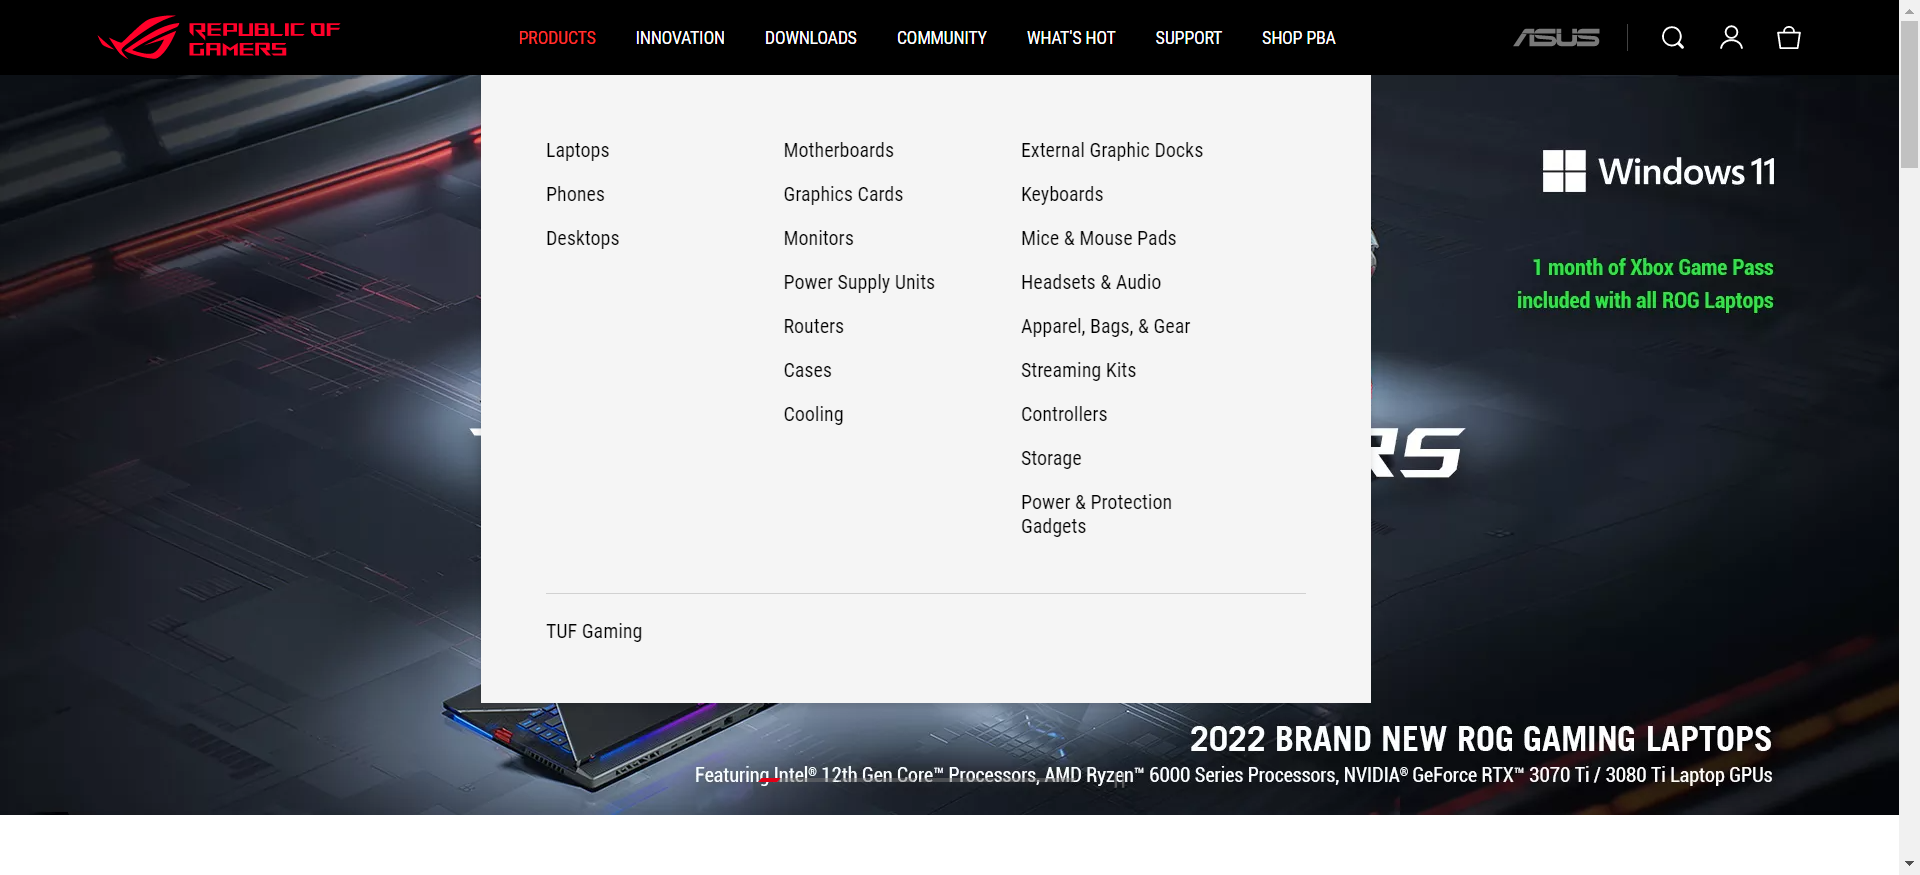 REPUBLIC OF
GAMERS
PRODUCTS INNOVATION DOWNLOADS COMMUNITY WHAT'S HOT SUPPORT SHOP PBA
ASUS
Laptops
Phones
Desktops
Motherboards
Graphics Cards
Monitors
Power Supply Units
Routers
Cases
Cooling
External Graphic Docks
Keyboards
Mice & Mouse Pads
Headsets & Audio
Apparel, Bags, & Gear
Streaming Kits
Controllers
Storage
Power & Protection
Gadgets
TUF Gaming
Windows 11
1 month of Xbox Game Pass
included with all ROG Laptops
RS
2022 BRAND NEW ROG GAMING LAPTOPS
Featuring Intel® 12th Gen Core™ Processors, AMD Ryzen™ 6000 Series Processors, NVIDIA® GeForce RTX™ 3070 Ti / 3080 Ti Laptop GPUs